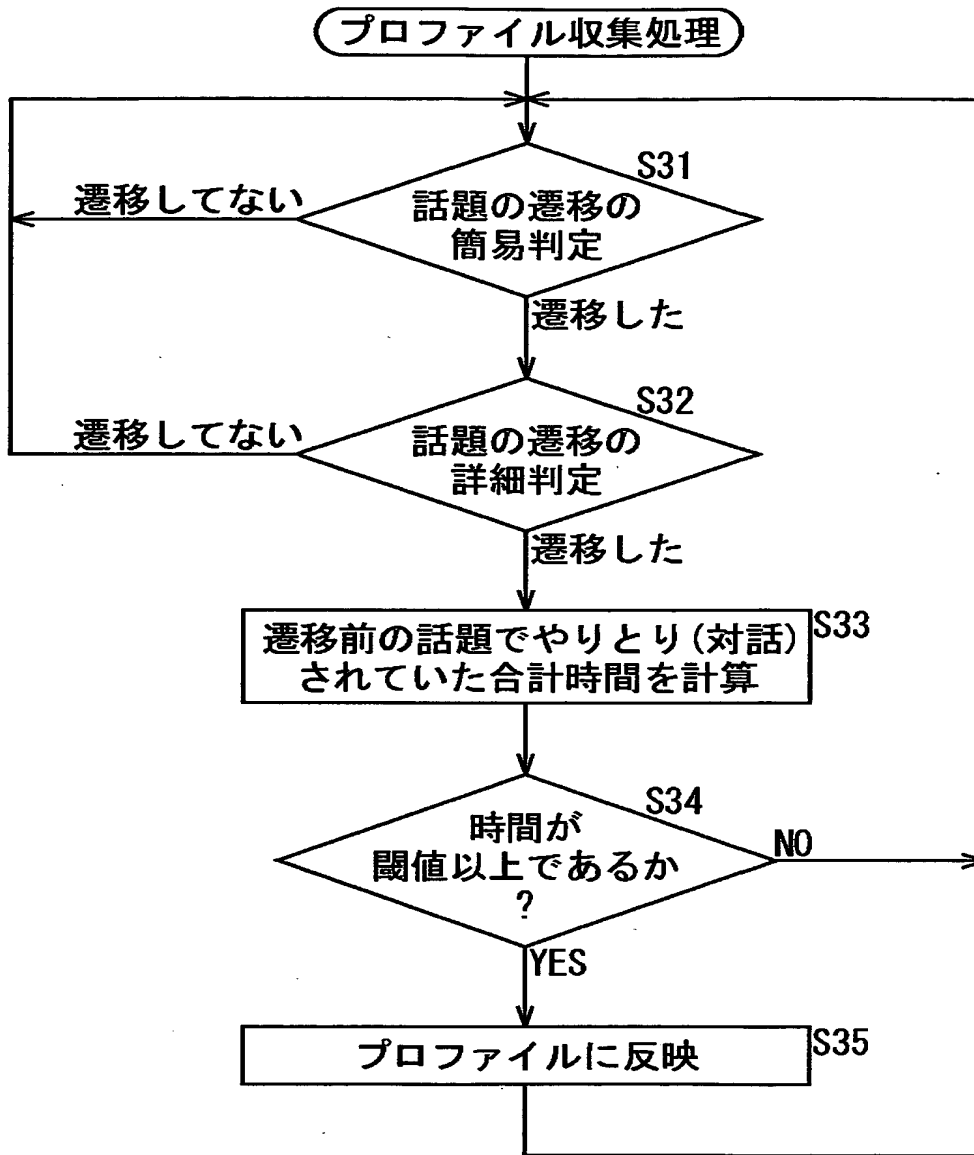 プロファイル収集処理
S31
遷移してない
話題の遷移の
簡易判定
遷移した
S32
遷移してない
話題の遷移の
詳細判定
遷移した
遷移前の話題でやりとり(対話)
されていた合計時間を計算
S33
S34
時間が
閾値以上であるか
?
NO
YES
プロファイルに反映
S35